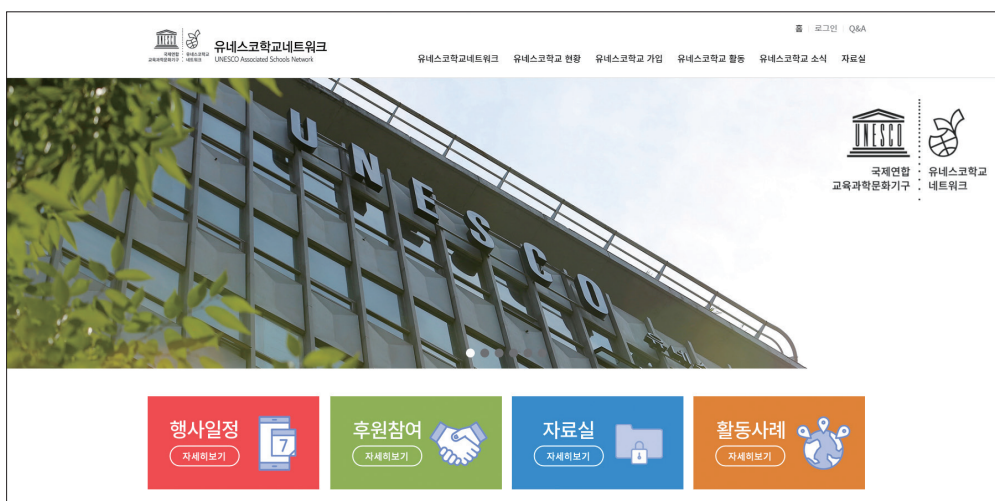 홈 로그인 Q&A
국제연합 교육과학문화기구
유네스코학교 네트워크
유네스코학교네트워크
UNESCO Associated Schools Network
유네스코학교네트워크 유네스코학교 현황 유네스코학교 가입 유네스코학교 활동 유네스코학교 소식 자료실
UNESCO
UNESCO
국제연합
교육과학문화기구
유네스코학교
네트워크
행사일정
자세히보기
7
후원참여
자세히보기
자료실
자세히보기
활동사례
자세히보기